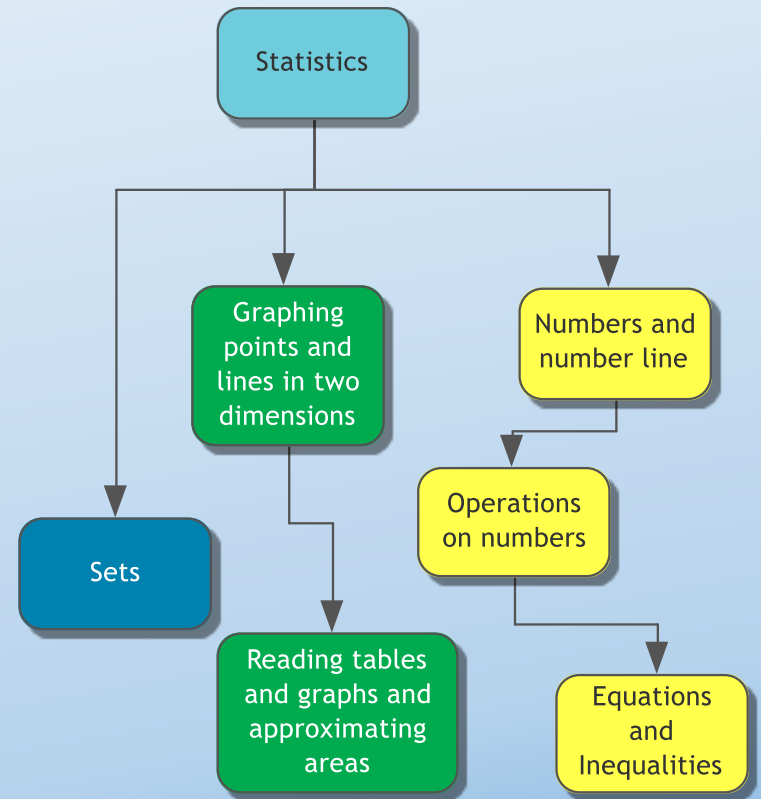 Statistics
Graphing
points and
lines in two
dimensions
Numbers and
number line
Operations
on numbers
Sets
Reading tables
and graphs and
approximating
areas
Equations
and
Inequalities